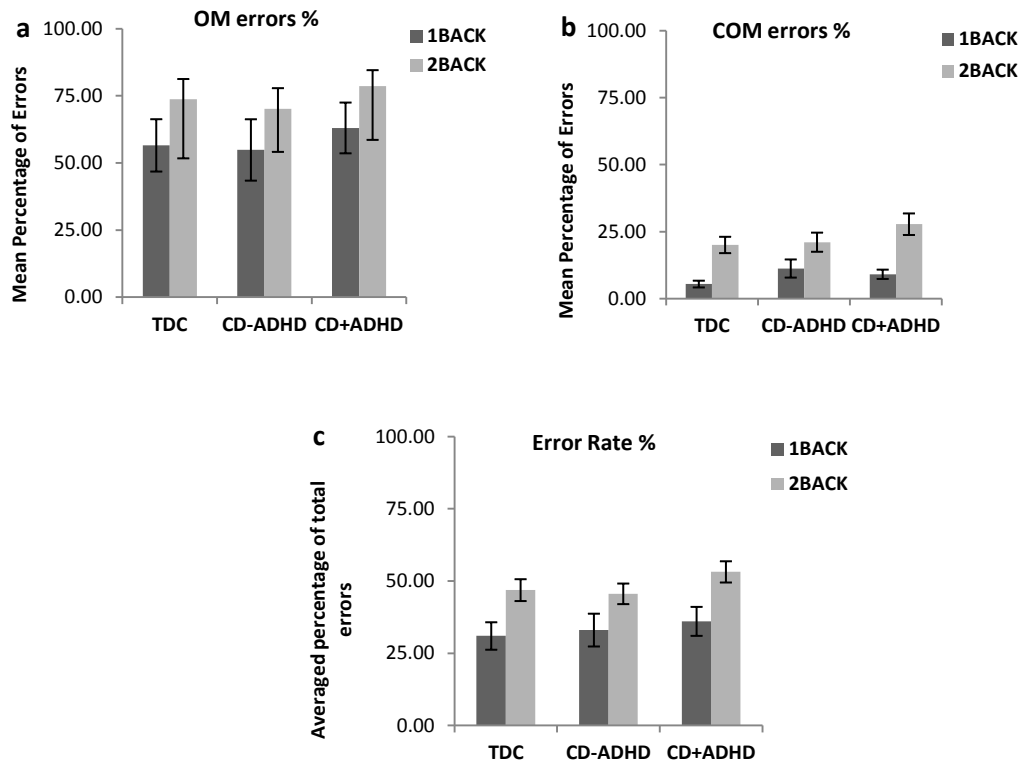 a
OM errors %
1BACK
2BACK
Mean Percentage of Errors
100.00
75.00
50.00
25.00
0.00
TDC
CD-ADHD
CD+ADHD
b
COM errors %
1BACK
2BACK
Mean Percentage of Errors
100.00
75.00
50.00
25.00
0.00
TDC
CD-ADHD
CD+ADHD
c
Error Rate %
1BACK
2BACK
Averaged percentage of total
errors
100.00
75.00
50.00
25.00
0.00
TDC
CD-ADHD
CD+ADHD